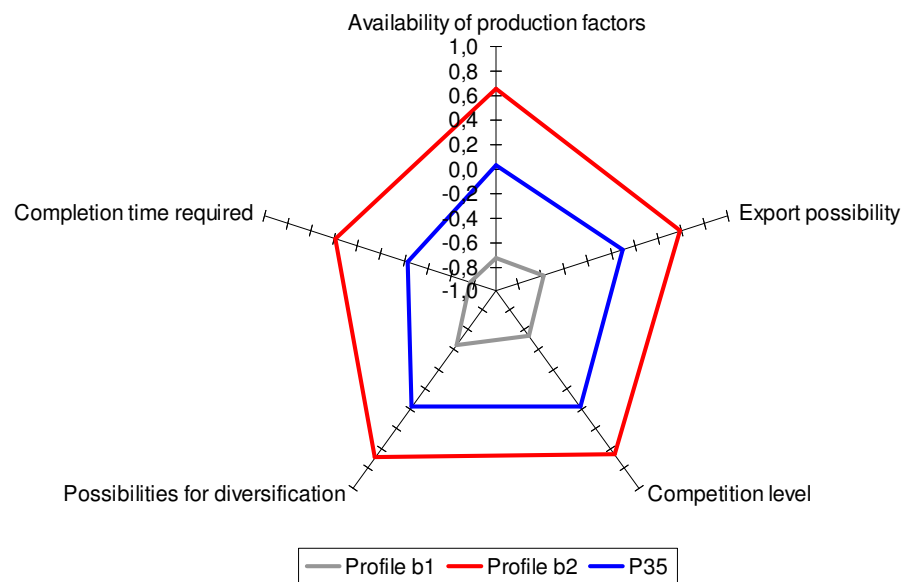 Availability of production factors
1,0
0,8
0,6
0,4
0,2
0,0
-0,2
-0,4
-0,6
-0,8
-1,0
Completion time required
Export possibility
Possibilities for diversification
Competition level
Profile b1 Profile b2 P35